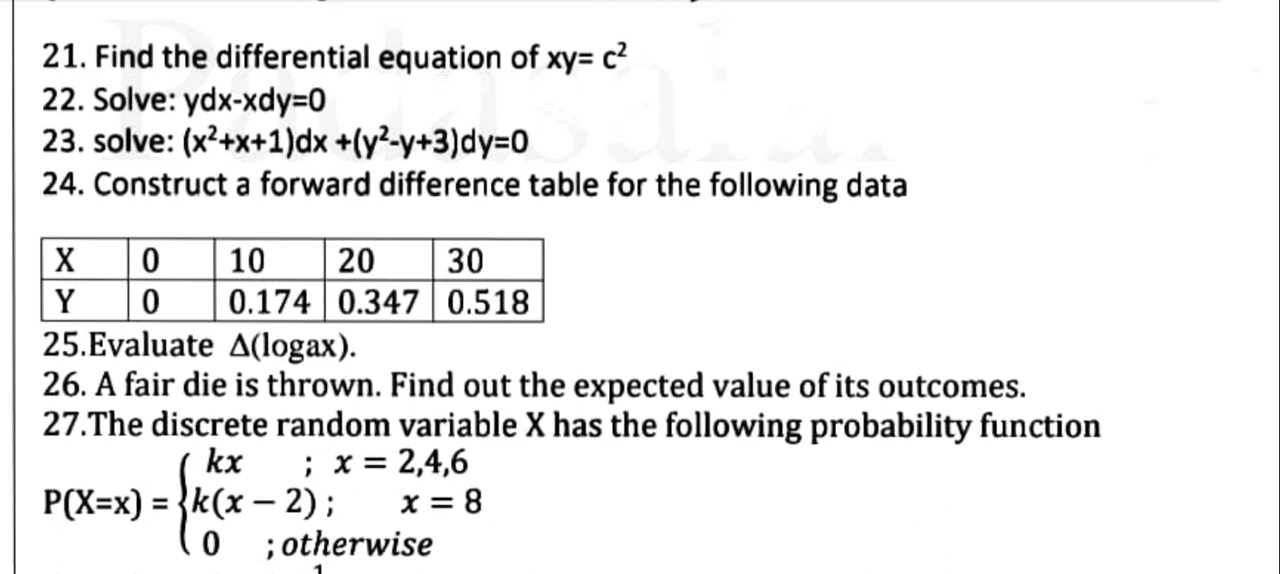 21. Find the differential equation of xy= c²
22. Solve: ydx-xdy=0
23. solve: (x²+x+1)dx +(y²-y+3)dy=0
24. Construct a forward difference table for the following data
X 0 10 20 30
Y 0 0.174 0.347 0.518
25.Evaluate Δ(logax).
26. A fair die is thrown. Find out the expected value of its outcomes.
27.The discrete random variable X has the following probability function
kx ; x = 2,4,6
P(X=x) = {k(x − 2) ; x = 8
0 ; otherwise